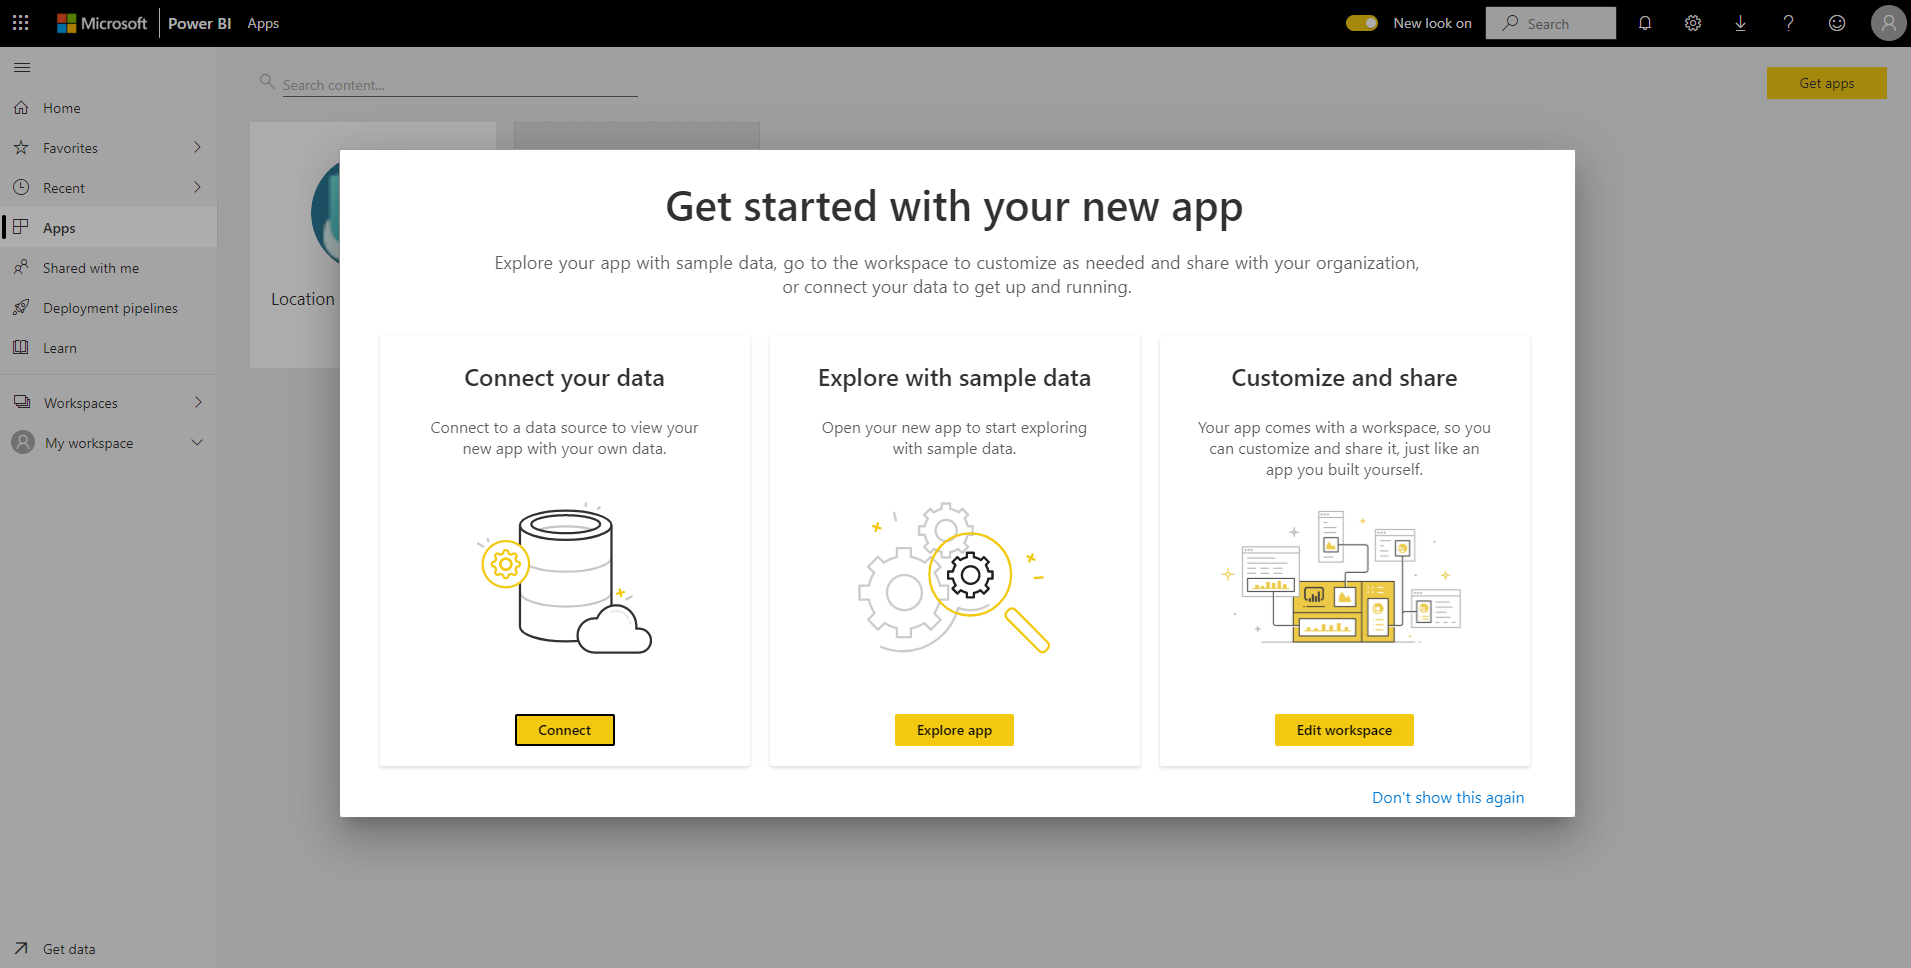 Microsoft
Power BI
Apps
New look on
Search
Home
Favorites
Recent
Apps
Shared with me
Deployment pipelines
Learn
Workspaces
My workspace
Get data
Search content...
Get apps
Location
Get started with your new app
Explore your app with sample data, go to the workspace to customize as needed and share with your organization,
or connect your data to get up and running.
Connect your data
Connect to a data source to view your
new app with your own data.
Connect
Explore with sample data
Open your new app to start exploring
with sample data.
Explore app
Customize and share
Your app comes with a workspace, so you
can customize and share it, just like an
app you built yourself.
Edit workspace
Don't show this again